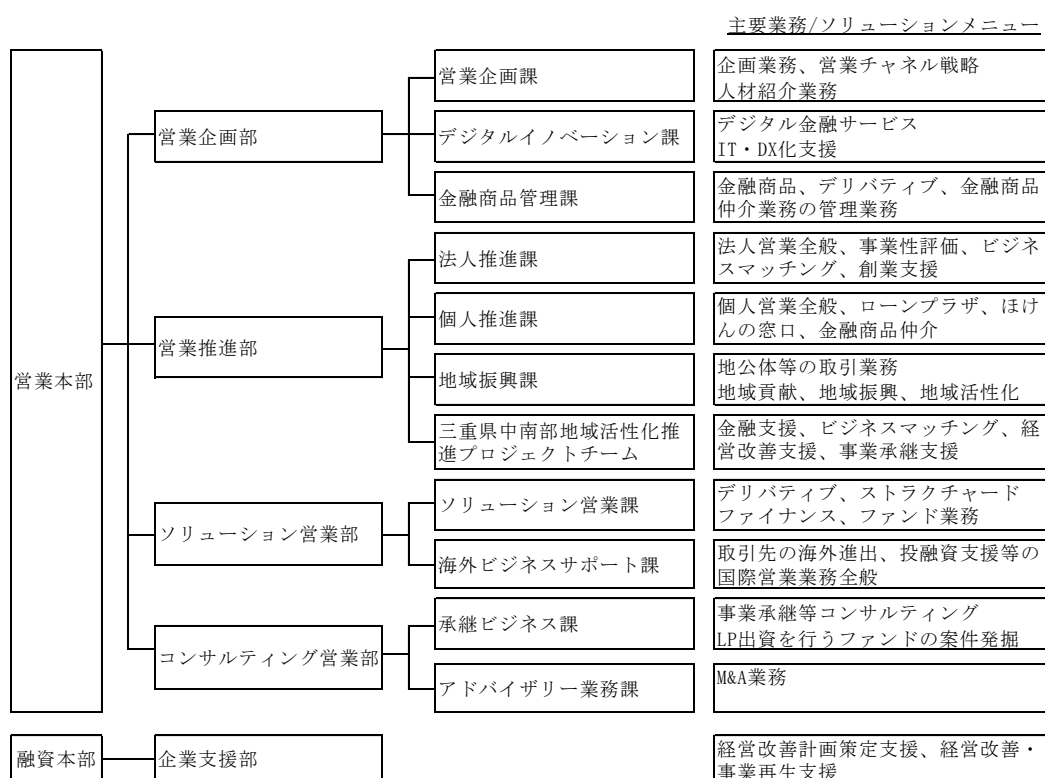 主要業務/ソリューションメニュー
営業本部
営業企画部
営業企画課
企画業務、営業チャネル戦略
人材紹介業務
デジタルイノベーション課
デジタル金融サービス
IT・DX化支援
金融商品管理課
金融商品、デリバティブ、金融商品
仲介業務の管理業務
営業推進部
法人推進課
法人営業全般、事業性評価、ビジネ
スマッチング、創業支援
個人推進課
個人営業全般、ローンプラザ、ほけ
んの窓口、金融商品仲介
地域振興課
地公体等の取引業務
地域貢献、地域振興、地域活性化
三重県中南部地域活性化推
進プロジェクトチーム
金融支援、ビジネスマッチング、経
営改善支援、事業承継支援
ソリューション営業部
ソリューション営業課
デリバティブ、ストラクチャード
ファイナンス、ファンド業務
海外ビジネスサポート課
取引先の海外進出、投融資支援等の
国際営業業務全般
コンサルティング営業部
承継ビジネス課
事業承継等コンサルティング
LP出資を行うファンドの案件発掘
アドバイザリー業務課
M&A業務
融資本部
企業支援部
経営改善計画策定支援、経営改善・
事業再生支援